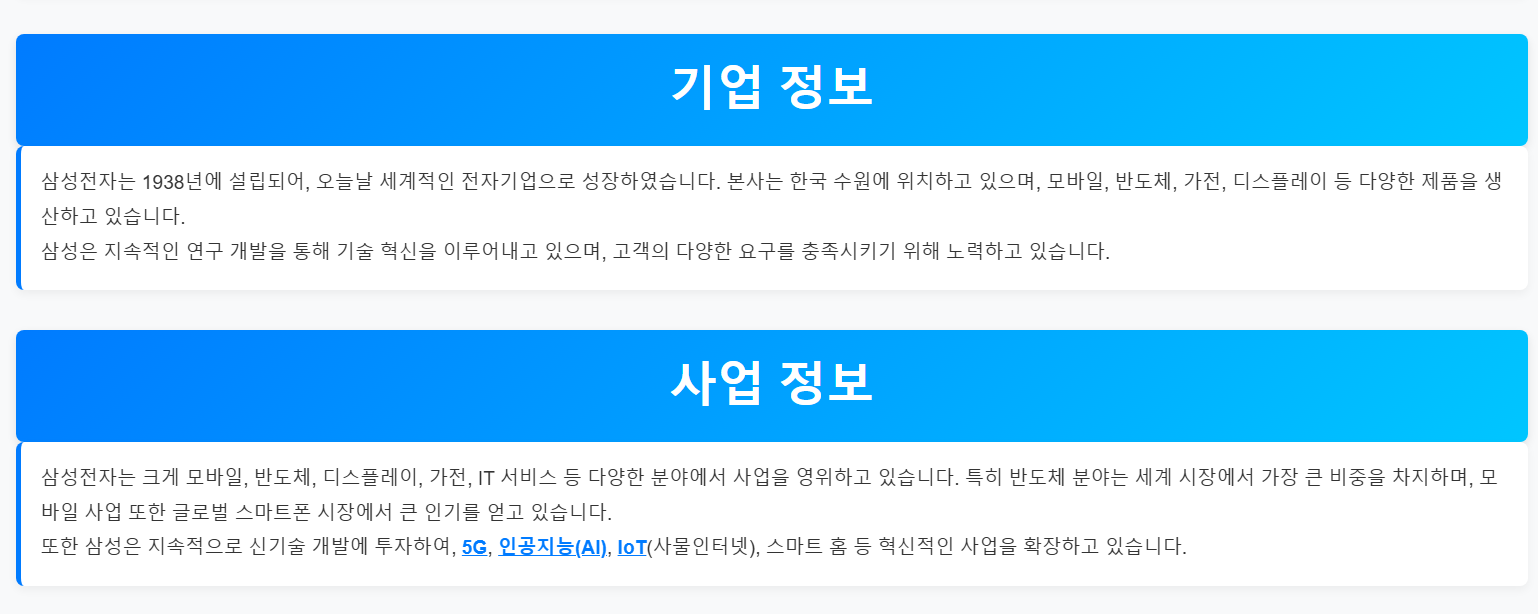 기업 정보
삼성전자는 1938년에 설립되어, 오늘날 세계적인 전자기업으로 성장하였습니다. 본사는 한국 수원에 위치하고 있으며, 모바일, 반도체, 가전, 디스플레이 등 다양한 제품을 생
산하고 있습니다.
삼성은 지속적인 연구 개발을 통해 기술 혁신을 이루어내고 있으며, 고객의 다양한 요구를 충족시키기 위해 노력하고 있습니다.
사업 정보
삼성전자는 크게 모바일, 반도체, 디스플레이, 가전, IT 서비스 등 다양한 분야에서 사업을 영위하고 있습니다. 특히 반도체 분야는 세계 시장에서 가장 큰 비중을 차지하며, 모
바일 사업 또한 글로벌 스마트폰 시장에서 큰 인기를 얻고 있습니다.
또한 삼성은 지속적으로 신기술 개발에 투자하여, 5G, 인공지능(AI), IoT(사물인터넷), 스마트 홈 등 혁신적인 사업을 확장하고 있습니다.